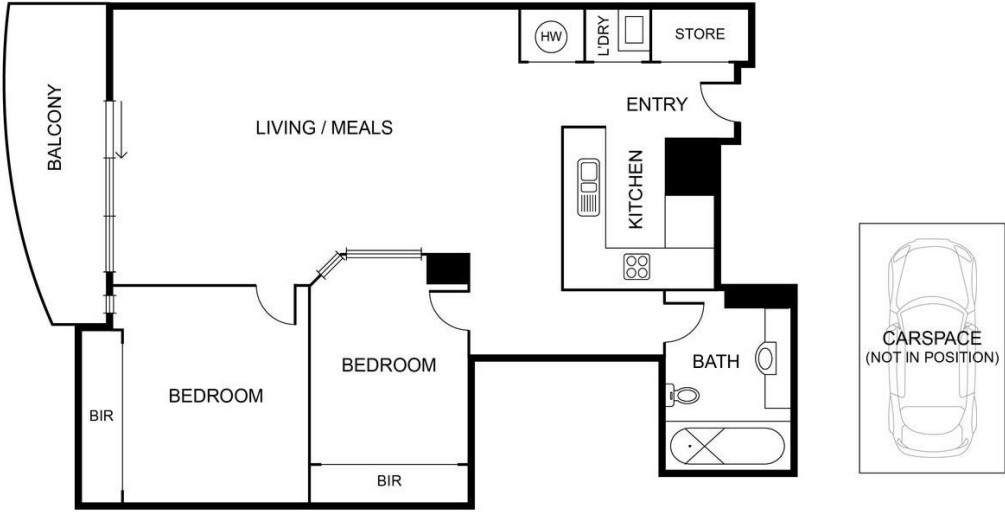 HW
L'DRY
STORE
ENTRY
BALCONY
LIVING / MEALS
KITCHEN
BEDROOM
BEDROOM
BATH
BIR
BIR
CARSPACE
(NOT IN POSITION)